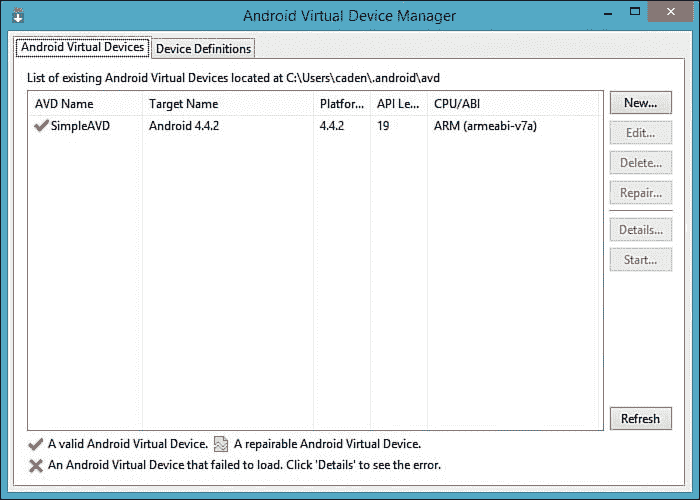 Android Virtual Device Manager
Android Virtual Devices Device Definitions
List of existing Android Virtual Devices located at C:\Users\caden\.android\avd
AVD Name Target Name Platfor... API Le... CPU/ABI
SimpleAVD Android 4.4.2 4.4.2 19 ARM (armeabi-v7a)
New...
Edit...
Delete...
Repair...
Details...
Start...
Refresh
A valid Android Virtual Device. A repairable Android Virtual Device.
An Android Virtual Device that failed to load. Click 'Details' to see the error.